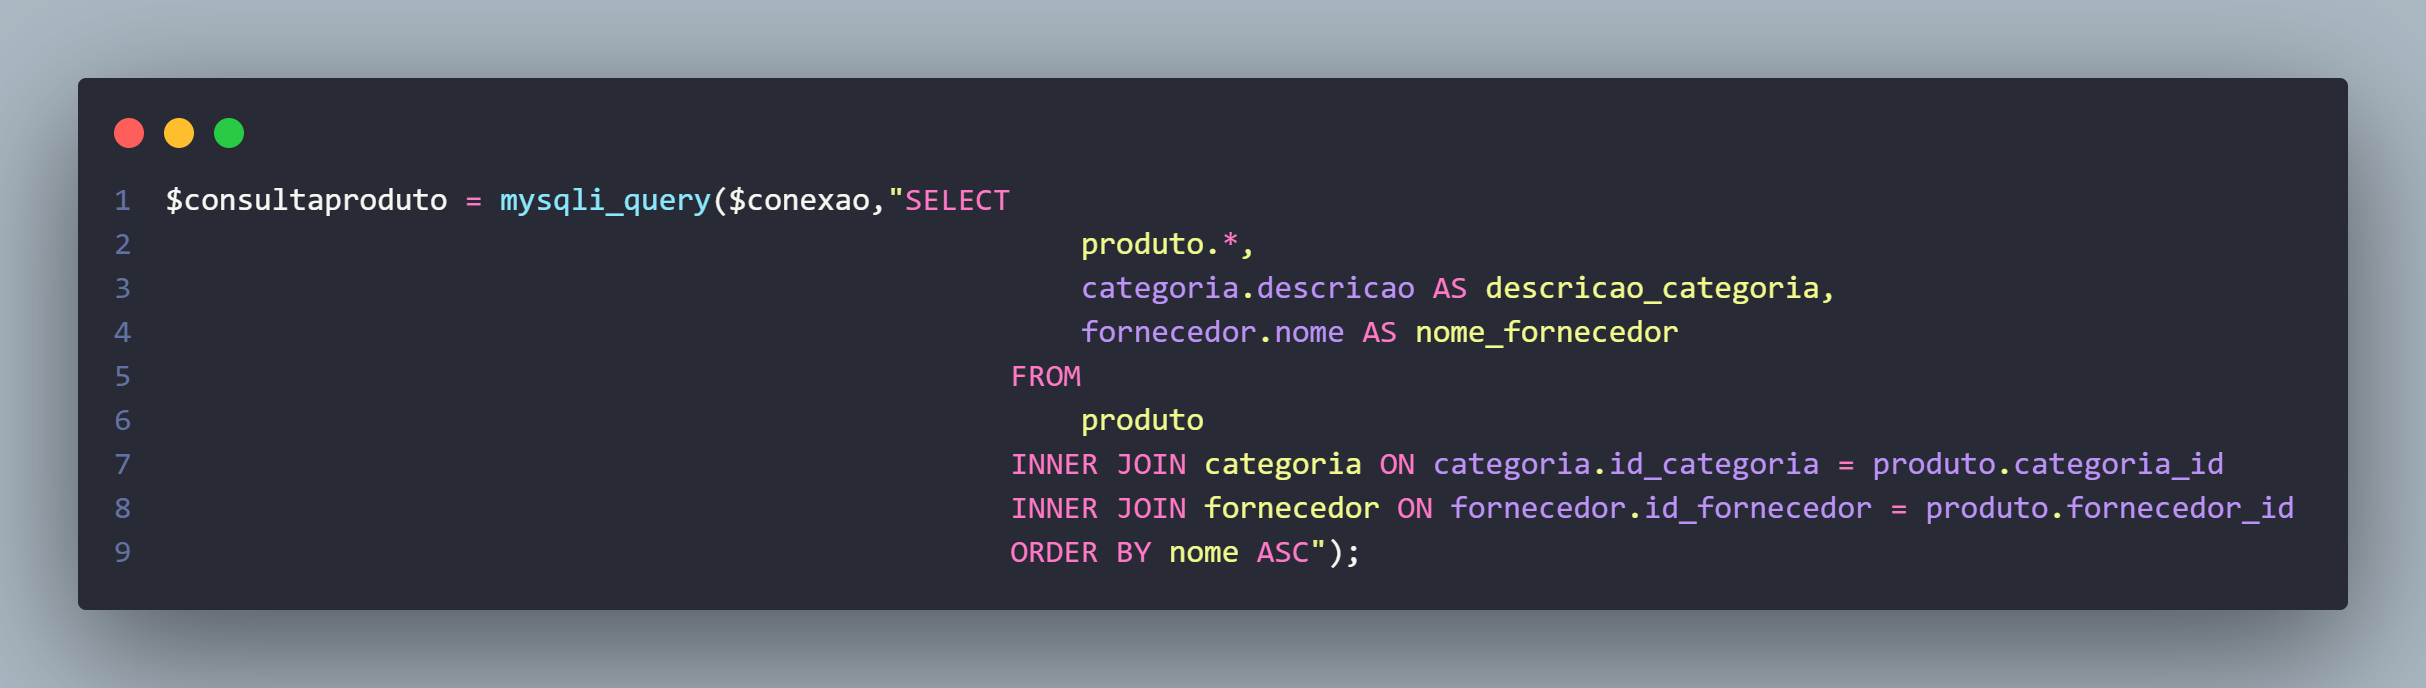 1 $consultaproduto = mysqli_query($conexao,"SELECT
2 produto.*,
3 categoria.descricao AS descricao_categoria,
4 fornecedor.nome AS nome_fornecedor
5 FROM
6 produto
7 INNER JOIN categoria ON categoria.id_categoria = produto.categoria_id
8 INNER JOIN fornecedor ON fornecedor.id_fornecedor = produto.fornecedor_id
9 ORDER BY nome ASC");